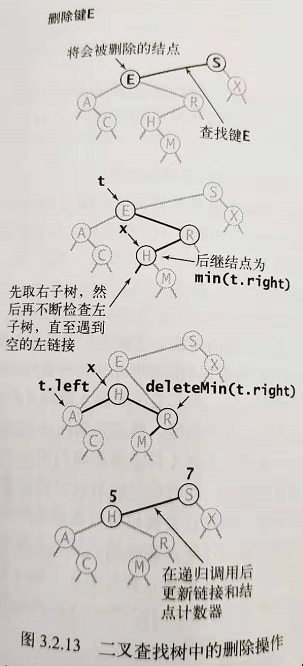 删除键E
将会被删除的结点
S
E
A
R
X
C
H
M
查找键E
t
S
E
X
x
A
R
C
H
后继结点为
min(t.right)
M
先取右子树，然
后再不断检查左
子树，直至遇到
空的左链接
S
E
x
X
t.left
deleteMin(t.right)
H
A
R
C
M
5
7
H
S
A
R
X
C
M
在递归调用后
更新链接和结
点计数器
图 3.2.13 二叉查找树中的删除操作